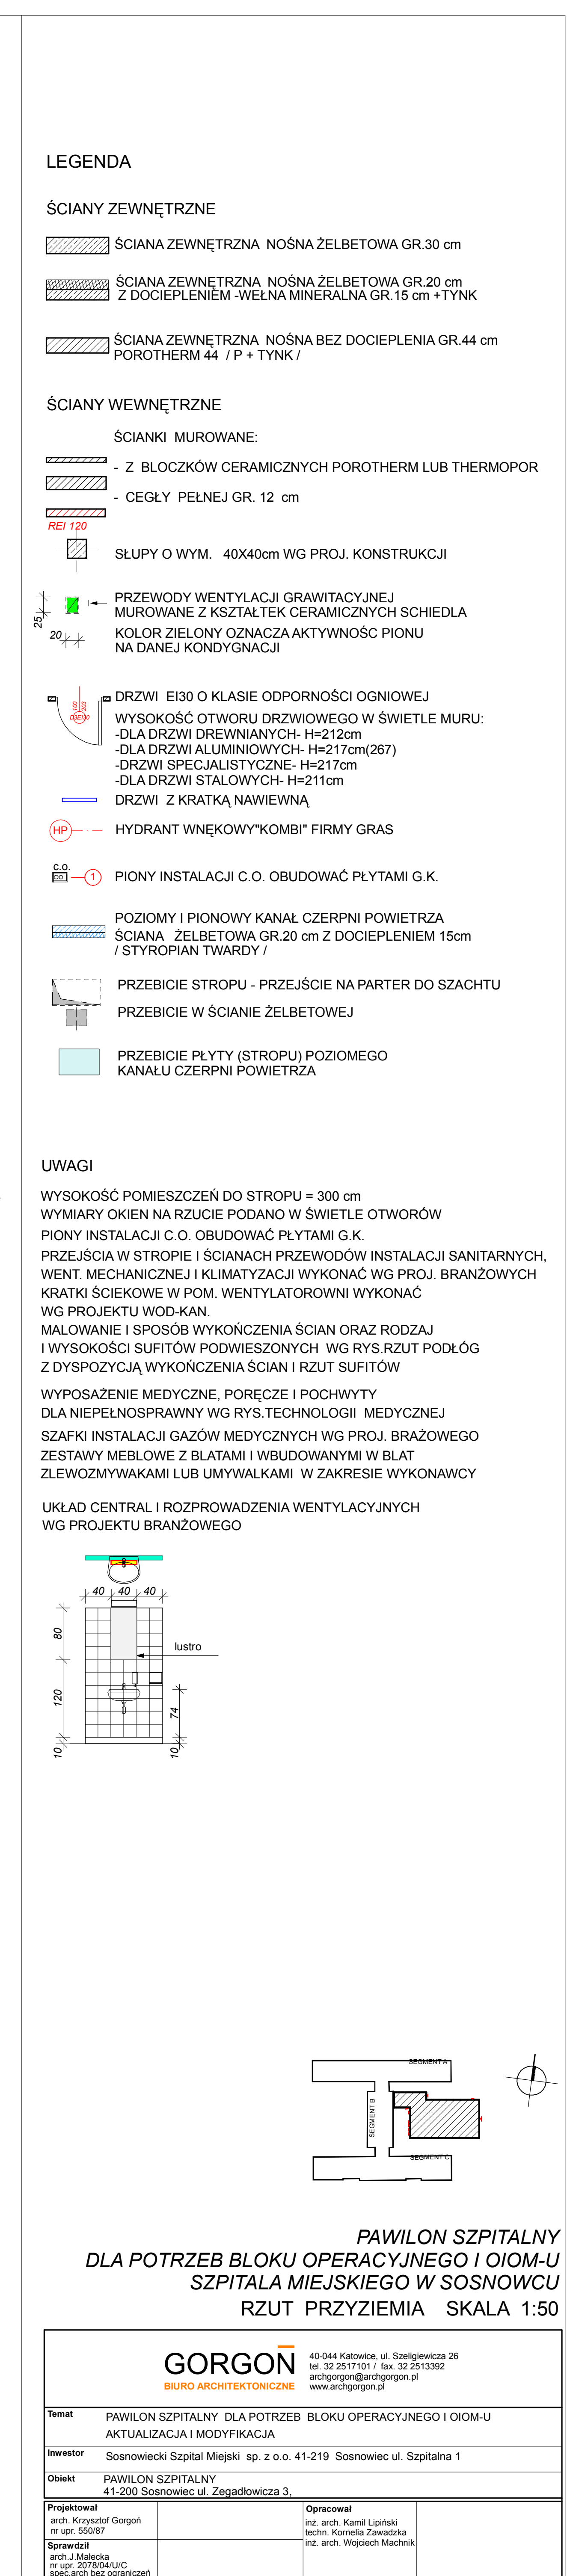 LEGENDA
ŚCIANY ZEWNĘTRZNE
ŚCIANA ZEWNĘTRZNA NOŚNA ŻELBETOWA GR.30 cm
ŚCIANA ZEWNĘTRZNA NOŚNA ŻELBETOWA GR.20 cm
Z DOCIEPLENIEM -WEŁNA MINERALNA GR.15 cm +TYNK
ŚCIANA ZEWNĘTRZNA NOŚNA BEZ DOCIEPLENIA GR.44 cm
POROTHERM 44 / P + TYNK /
ŚCIANY WEWNĘTRZNE
ŚCIANKI MUROWANE:
- Z BLOCZKÓW CERAMICZNYCH POROTHERM LUB THERMOPOR
- CEGŁY PEŁNEJ GR. 12 cm
REI 120
SŁUPY O WYM. 40X40cm WG PROJ. KONSTRUKCJI
PRZEWODY WENTYLACJI GRAWITACYJNEJ
MUROWANE Z KSZTAŁTEK CERAMICZNYCH SCHIEDLA
25
20
KOLOR ZIELONY OZNACZA AKTYWNOŚC PIONU
NA DANEJ KONDYGNACJI
DRZWI EI30 O KLASIE ODPORNOŚCI OGNIOWEJ
100
203
WYSOKOŚĆ OTWORU DRZWIOWEGO W ŚWIETLE MURU:
-DLA DRZWI DREWNIANYCH- H=212cm
-DLA DRZWI ALUMINIOWYCH- H=217cm(267)
-DRZWI SPECJALISTYCZNE- H=217cm
-DLA DRZWI STALOWYCH- H=211cm
DRZWI Z KRATKĄ NAWIEWNĄ
HP
HYDRANT WNĘKOWY"KOMBI" FIRMY GRAS
c.o.
1
PIONY INSTALACJI C.O. OBUDOWAĆ PŁYTAMI G.K.
POZIOMY I PIONOWY KANAŁ CZERPNI POWIETRZA
ŚCIANA ŻELBETOWA GR.20 cm Z DOCIEPLENIEM 15cm
/ STYROPIAN TWARDY /
PRZEBICIE STROPU - PRZEJŚCIE NA PARTER DO SZACHTU
PRZEBICIE W ŚCIANIE ŻELBETOWEJ
PRZEBICIE PŁYTY (STROPU) POZIOMEGO
KANAŁU CZERPNI POWIETRZA
UWAGI
WYSOKOŚĆ POMIESZCZEŃ DO STROPU = 300 cm
WYMIARY OKIEN NA RZUCIE PODANO W ŚWIETLE OTWORÓW
PIONY INSTALACJI C.O. OBUDOWAĆ PŁYTAMI G.K.
PRZEJŚCIA W STROPIE I ŚCIANACH PRZEWODÓW INSTALACJI SANITARNYCH,
WENT. MECHANICZNEJ I KLIMATYZACJI WYKONAĆ WG PROJ. BRANŻOWYCH
KRATKI ŚCIEKOWE W POM. WENTYLATOROWNI WYKONAĆ
WG PROJEKTU WOD-KAN.
MALOWANIE I SPOSÓB WYKOŃCZENIA ŚCIAN ORAZ RODZAJ
I WYSOKOŚCI SUFITÓW PODWIESZONYCH WG RYS.RZUT PODŁÓG
Z DYSPOZYCJĄ WYKOŃCZENIA ŚCIAN I RZUT SUFITÓW
WYPOSAŻENIE MEDYCZNE, PORĘCZE I POCHWYTY
DLA NIEPEŁNOSPRAWNY WG RYS.TECHNOLOGII MEDYCZNEJ
SZAFKI INSTALACJI GAZÓW MEDYCZNYCH WG PROJ. BRAŻOWEGO
ZESTAWY MEBLOWE Z BLATAMI I WBUDOWANYMI W BLAT
ZLEWOZMYWAKAMI LUB UMYWALKAMI W ZAKRESIE WYKONAWCY
UKŁAD CENTRAL I ROZPROWADZENIA WENTYLACYJNYCH
WG PROJEKTU BRANŻOWEGO
40 40 40
80
lustro
120
74
10
10
SEGMENT A
SEGMENT B
SEGMENT C
PAWILON SZPITALNY
DLA POTRZEB BLOKU OPERACYJNEGO I OIOM-U
SZPITALA MIEJSKIEGO W SOSNOWCU
RZUT PRZYZIEMIA SKALA 1:50
GORGOŃ
BIURO ARCHITEKTONICZNE
40-044 Katowice, ul. Szeligiewicza 26
tel. 32 2517101 / fax. 32 2513392
archgorgon@archgorgon.pl
www.archgorgon.pl
Temat
PAWILON SZPITALNY DLA POTRZEB BLOKU OPERACYJNEGO I OIOM-U
AKTUALIZACJA I MODYFIKACJA
Inwestor
Sosnowiecki Szpital Miejski sp. z o.o. 41-219 Sosnowiec ul. Szpitalna 1
Obiekt
PAWILON SZPITALNY
41-200 Sosnowiec ul. Zegadłowicza 3,
Projektował
arch. Krzysztof Gorgoń
nr upr. 550/87
Opracował
inż. arch. Kamil Lipiński
techn. Kornelia Zawadzka
inż. arch. Wojciech Machnik
Sprawdził
arch.J.Małecka
nr upr. 2078/04/U/C
spec.arch bez ograniczeń